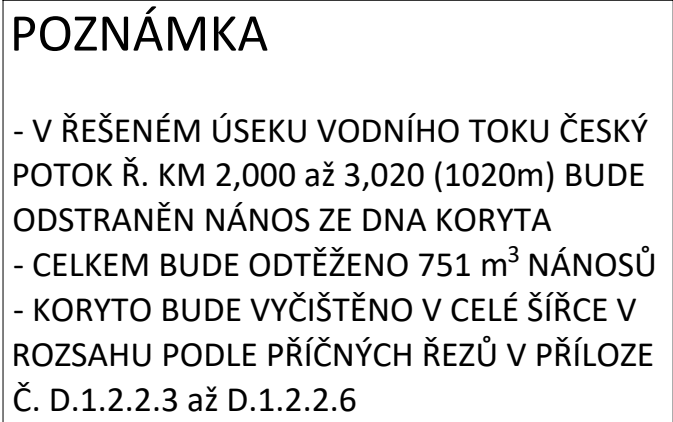 POZNÁMKA
- V ŘEŠENÉM ÚSEKU VODNÍHO TOKU ČESKÝ
POTOK Ř. KM 2,000 až 3,020 (1020m) BUDE
ODSTRANĚN NÁNOS ZE DNA KORYTA
- CELKEM BUDE ODTĚŽENO 751 m³ NÁNOSŮ
- KORYTO BUDE VYČIŠTĚNO V CELÉ ŠÍŘCE V
ROZSAHU PODLE PŘÍČNÝCH ŘEZŮ V PŘÍLOZE
Č. D.1.2.2.3 až D.1.2.2.6